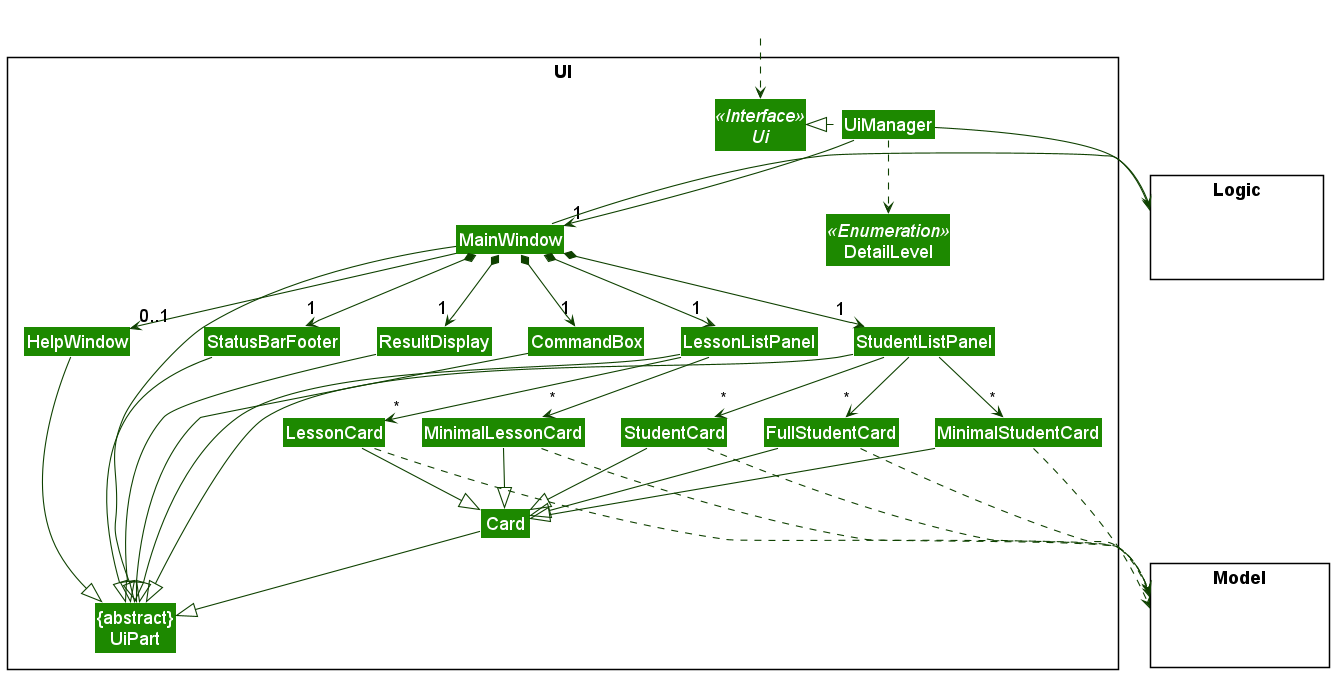 UI
«Interface»
Ui
UiManager
Logic
1
«Enumeration»
DetailLevel
MainWindow
0..1
1
1
1
1
1
HelpWindow
StatusBarFooter
ResultDisplay
CommandBox
LessonListPanel
StudentListPanel
*
*
*
*
*
LessonCard
MinimalLessonCard
StudentCard
FullStudentCard
MinimalStudentCard
Card
Model
{abstract}
UiPart